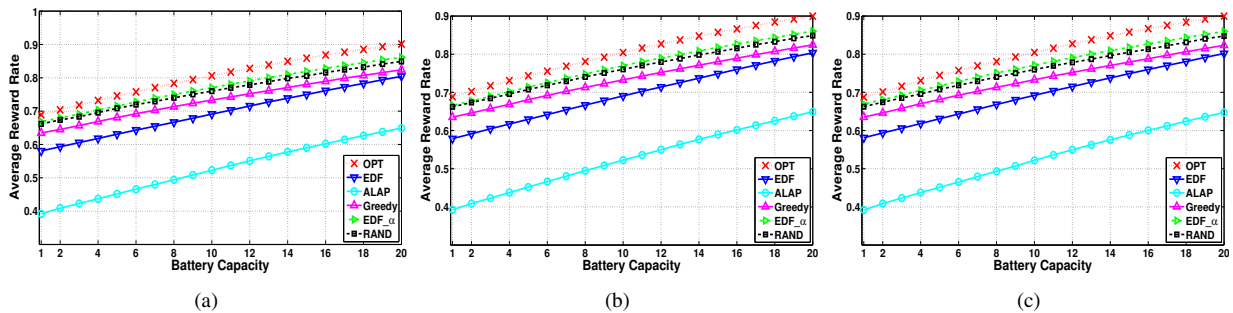 1
0.9
0.8
0.7
0.6
0.5
0.4
Average Reward Rate
1 2 4 6 8 10 12 14 16 18 20
Battery Capacity
OPT
EDF
ALAP
Greedy
EDF_α
RAND
(a)
0.9
0.8
0.7
0.6
0.5
0.4
Average Reward Rate
1 2 4 6 8 10 12 14 16 18 20
Battery Capacity
OPT
EDF
ALAP
Greedy
EDF_α
RAND
(b)
0.9
0.8
0.7
0.6
0.5
0.4
Average Reward Rate
1 2 4 6 8 10 12 14 16 18 20
Battery Capacity
OPT
EDF
ALAP
Greedy
EDF_α
RAND
(c)